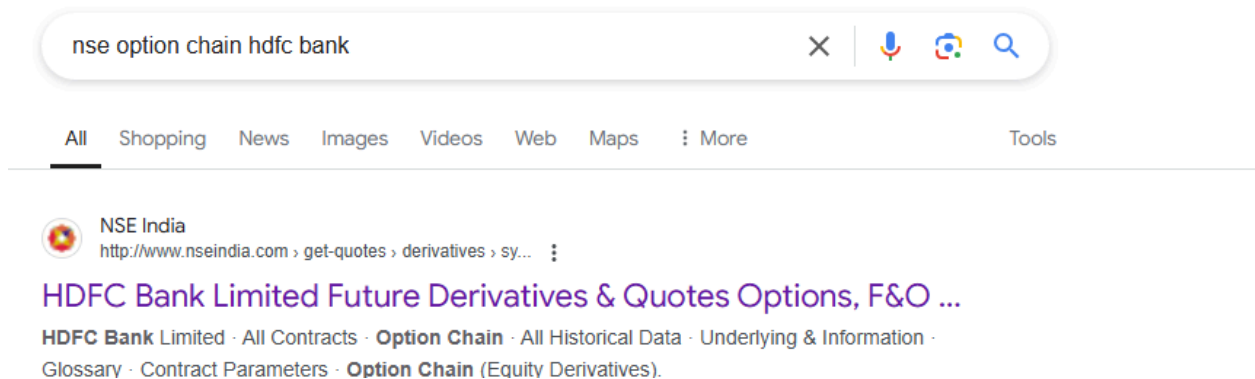 nse option chain hdfc bank
All Shopping News Images Videos Web Maps More Tools
NSE India
http://www.nseindia.com › get-quotes › derivatives › sy...
HDFC Bank Limited Future Derivatives & Quotes Options, F&O ...
HDFC Bank Limited · All Contracts · Option Chain · All Historical Data · Underlying & Information ·
Glossary · Contract Parameters · Option Chain (Equity Derivatives).